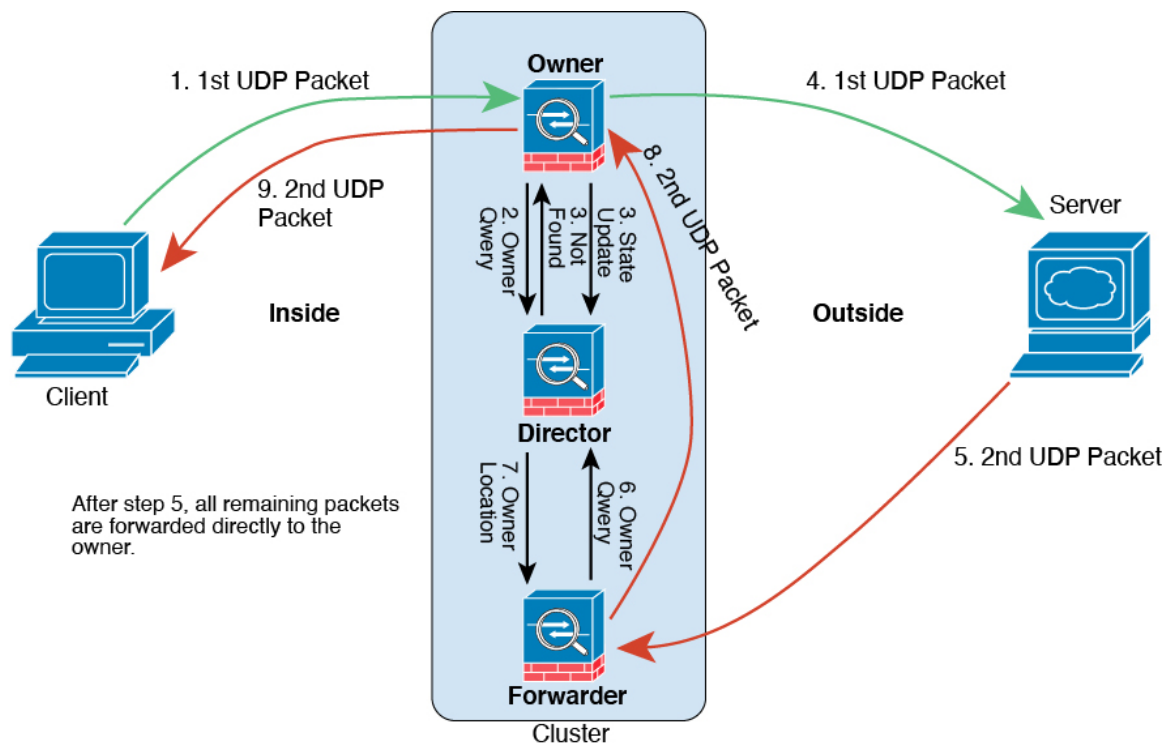 Owner
1. 1st UDP Packet
4. 1st UDP Packet
9. 2nd UDP
Packet
2. Owner
Qwery
3. Not
Found
3. State
Update
8. 2nd UDP Packet
Server
Inside
Outside
Client
Director
5. 2nd UDP Packet
7. Owner
Location
6. Owner
Qwery
After step 5, all remaining packets
are forwarded directly to the
owner.
Forwarder
Cluster